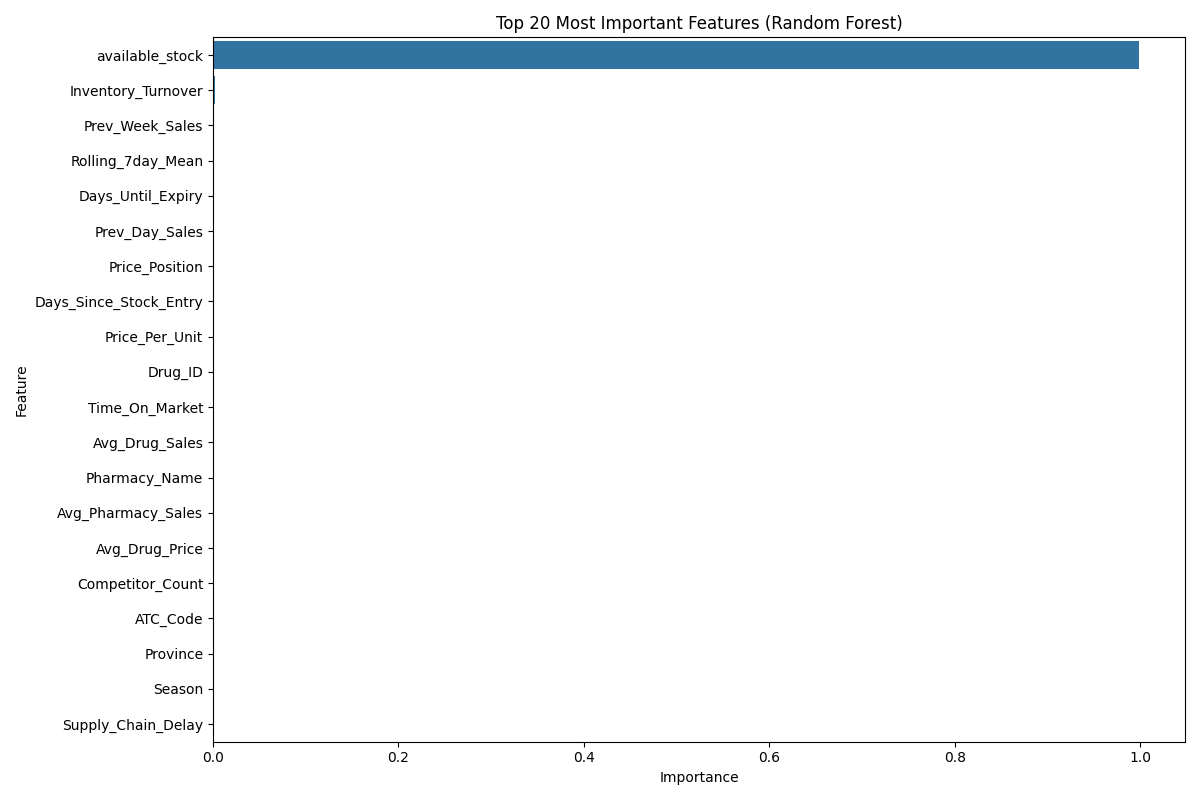 Top 20 Most Important Features (Random Forest)
available_stock
Inventory_Turnover
Prev_Week_Sales
Rolling_7day_Mean
Days_Until_Expiry
Prev_Day_Sales
Price_Position
Days_Since_Stock_Entry
Price_Per_Unit
Drug_ID
Time_On_Market
Avg_Drug_Sales
Pharmacy_Name
Avg_Pharmacy_Sales
Avg_Drug_Price
Competitor_Count
ATC_Code
Province
Season
Supply_Chain_Delay
Feature
0.0 0.2 0.4 0.6 0.8 1.0
Importance